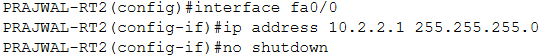 PRAJWAL-RT2(config)#interface fa0/0
PRAJWAL-RT2(config-if)#ip address 10.2.2.1 255.255.255.0
PRAJWAL-RT2(config-if)#no shutdown